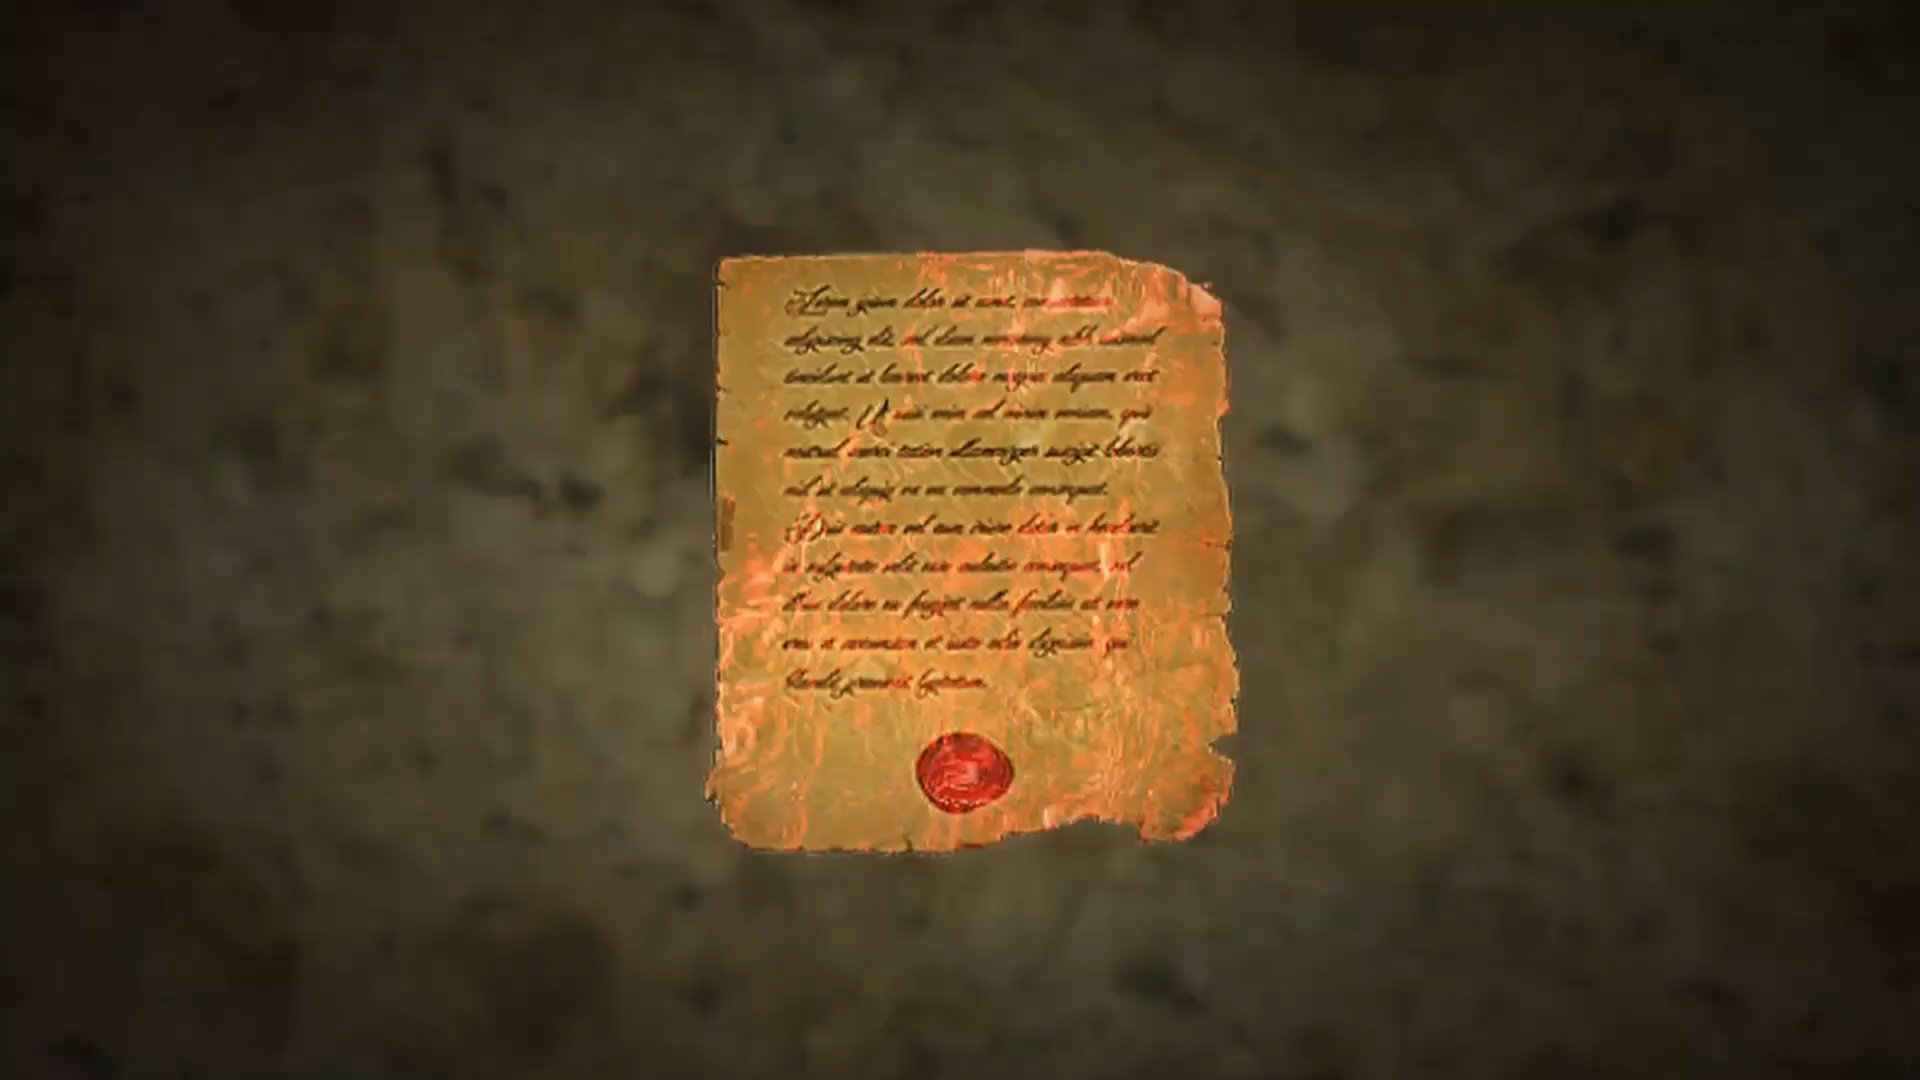 Lorem ipsum dolor sit amet, consectetuer
adipiscing elit, sed diam nonummy nibh euismod
tincidunt ut laoreet dolore magna aliquam erat
volutpat. Ut wisi enim ad minim veniam, quis
nostrud exerci tation ullamcorper suscipit lobortis
nisl ut aliquip ex ea commodo consequat.
Duis autem vel eum iriure dolor in hendrerit
in vulputate velit esse molestie consequat, vel
illum dolore eu feugiat nulla facilisis at vero
eros et accumsan et iusto odio dignissim qui
blandit praesent luptatum.